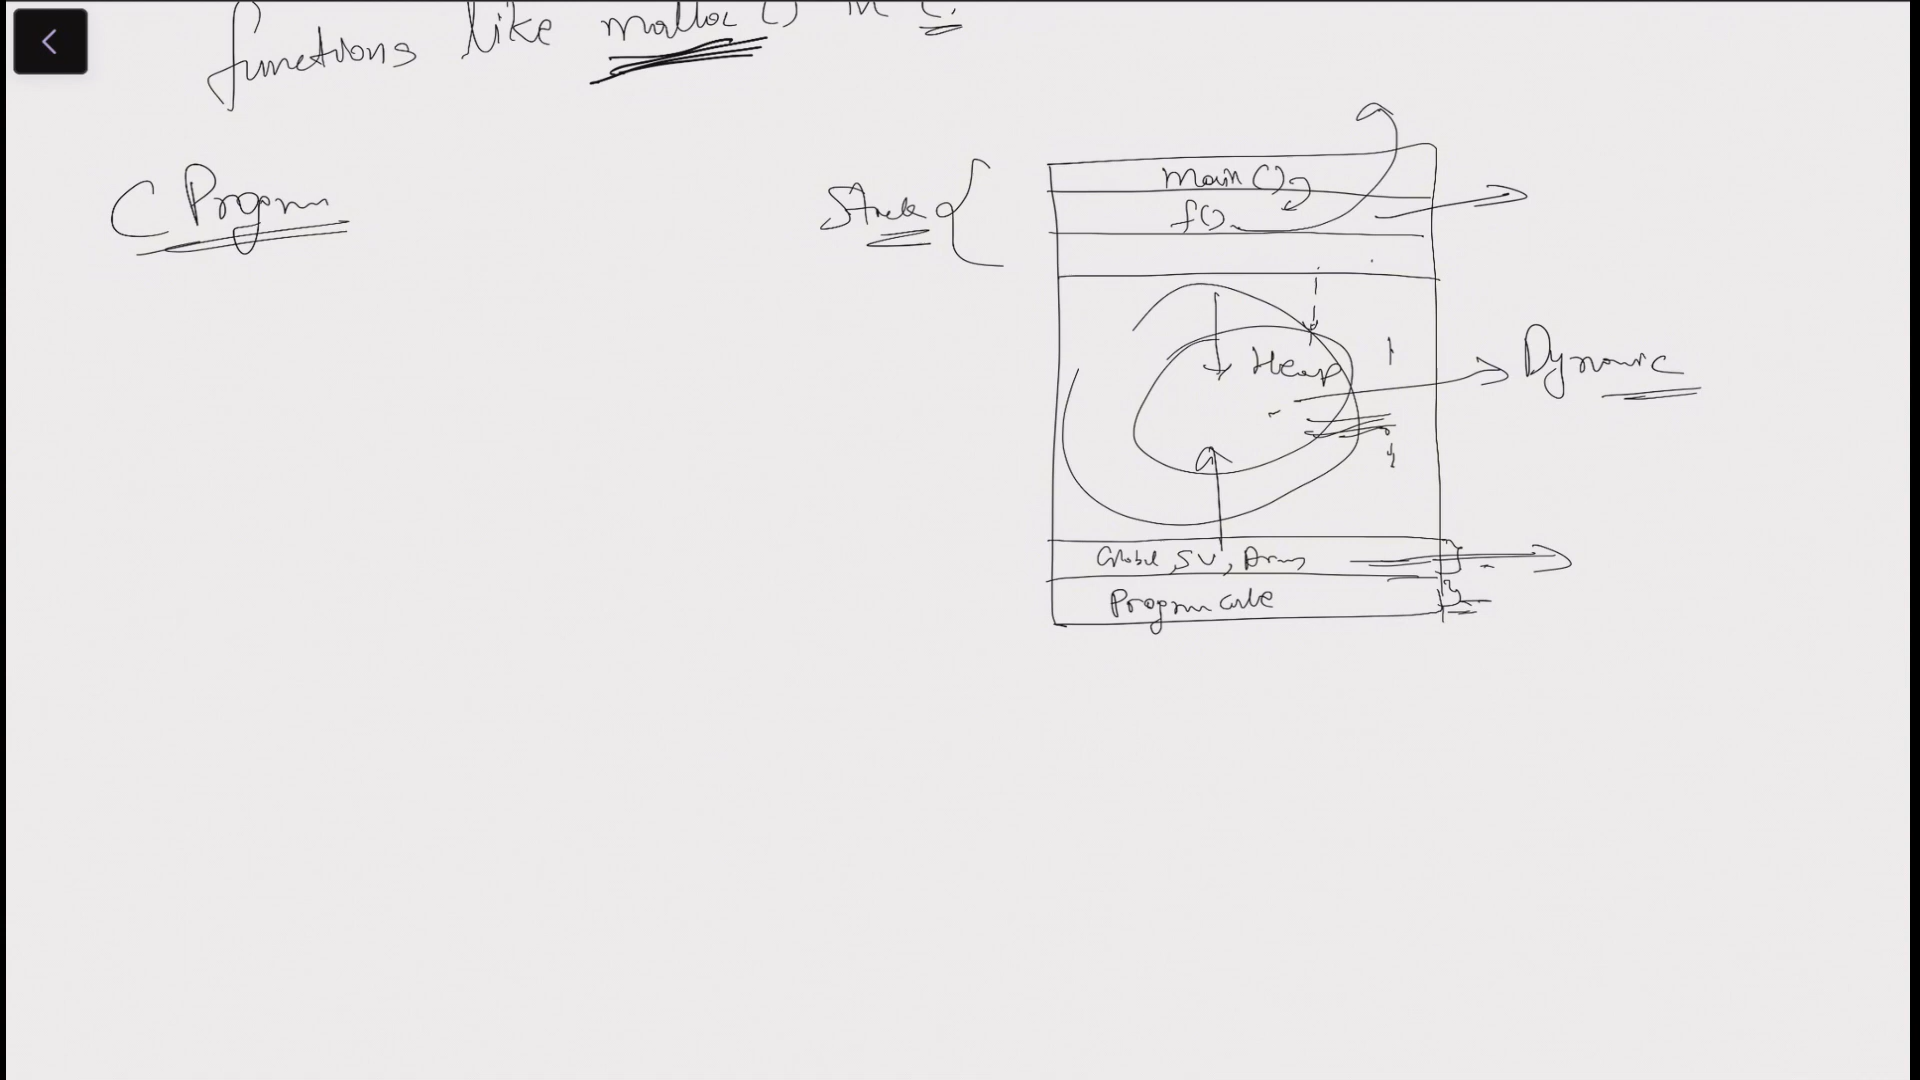 functions like malloc () in C.
C Program
Stack
main ()
f()
Heap
Dynamic
Global, SV, Arrays
Program code